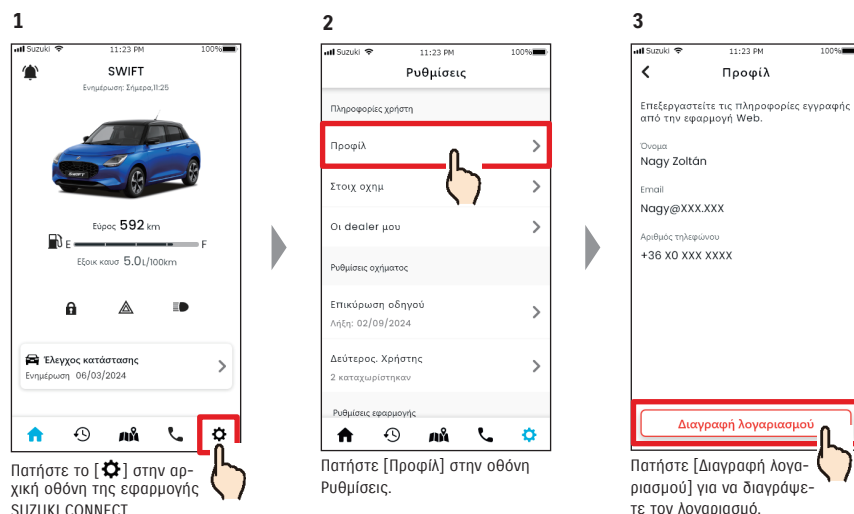 1
Suzuki 11:23 PM 100%
SWIFT
Ενημέρωση: Σήμερα,11:25
SWIFT
Εύρος 592 km
E F
Εξοικ καυσ 5.0L/100km
Έλεγχος κατάστασης
Ενημέρωση 06/03/2024
Πατήστε το [ ] στην αρ-
χική οθόνη της εφαρμογής
SUZUKI CONNECT
2
Suzuki 11:23 PM 100%
Ρυθμίσεις
Πληροφορίες χρήστη
Προφίλ
Στοιχ οχημ
Οι dealer μου
Ρυθμίσεις οχήματος
Επικύρωση οδηγού
Λήξη: 02/09/2024
Δεύτερος. Χρήστης
2 καταχωρίστηκαν
Ρυθμίσεις εφαρμογής
Πατήστε [Προφίλ] στην οθόνη
Ρυθμίσεις.
3
Suzuki 11:23 PM 100%
Προφίλ
Επεξεργαστείτε τις πληροφορίες εγγραφής
από την εφαρμογή Web.
Όνομα
Nagy Zoltán
Email
Nagy@XXX.XXX
Αριθμός τηλεφώνου
+36 X0 XXX XXXX
Διαγραφή λογαριασμού
Πατήστε [Διαγραφή λογα-
ριασμού] για να διαγράψε-
τε τον λογαριασμό.